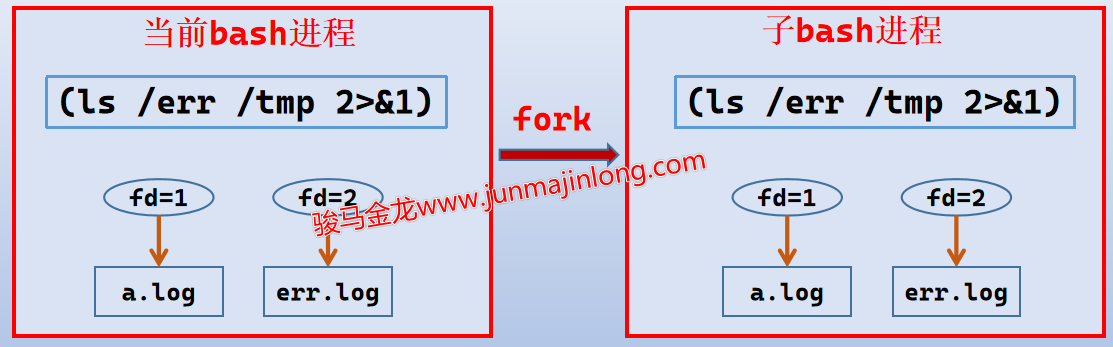 当前bash进程
(ls /err /tmp 2>&1)
fd=1
fd=2
a.log
err.log
fork
骏马金龙www.junmajinlong.com
子bash进程
(ls /err /tmp 2>&1)
fd=1
fd=2
a.log
err.log